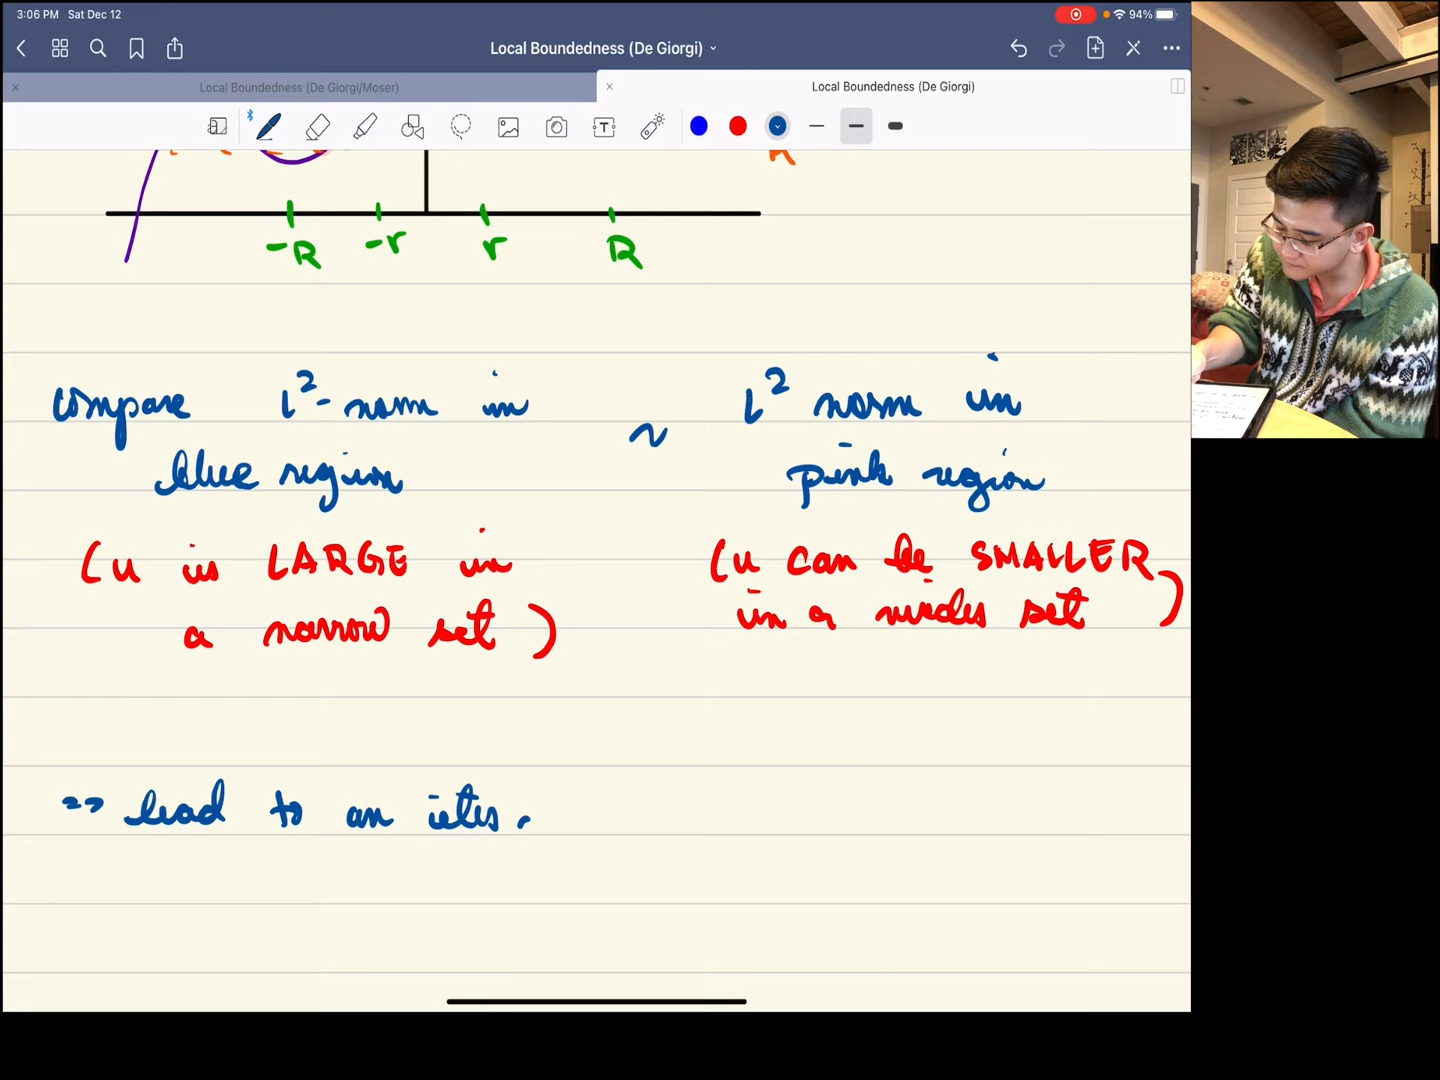 3:06 PM Sat Dec 12
94%
Local Boundedness (De Giorgi)
Local Boundedness (De Giorgi/Moser)
Local Boundedness (De Giorgi)
R
-R -r r R
compare L²-norm in ~ L² norm in
blue region pink region
(u is LARGE in (u can be SMALLER
a narrow set) in a wider set)
lead to an